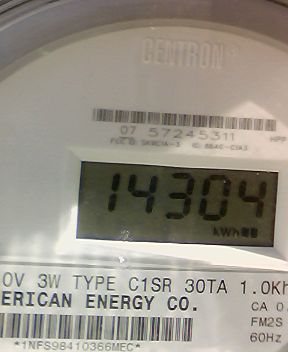 CENTRON
07 57245311
14304
kWh
0V 3W TYPE C1SR 30TA 1.0Kh
ERICAN ENERGY CO.
CA 0.
FM2S
60Hz
*1NFS98410366MEC*